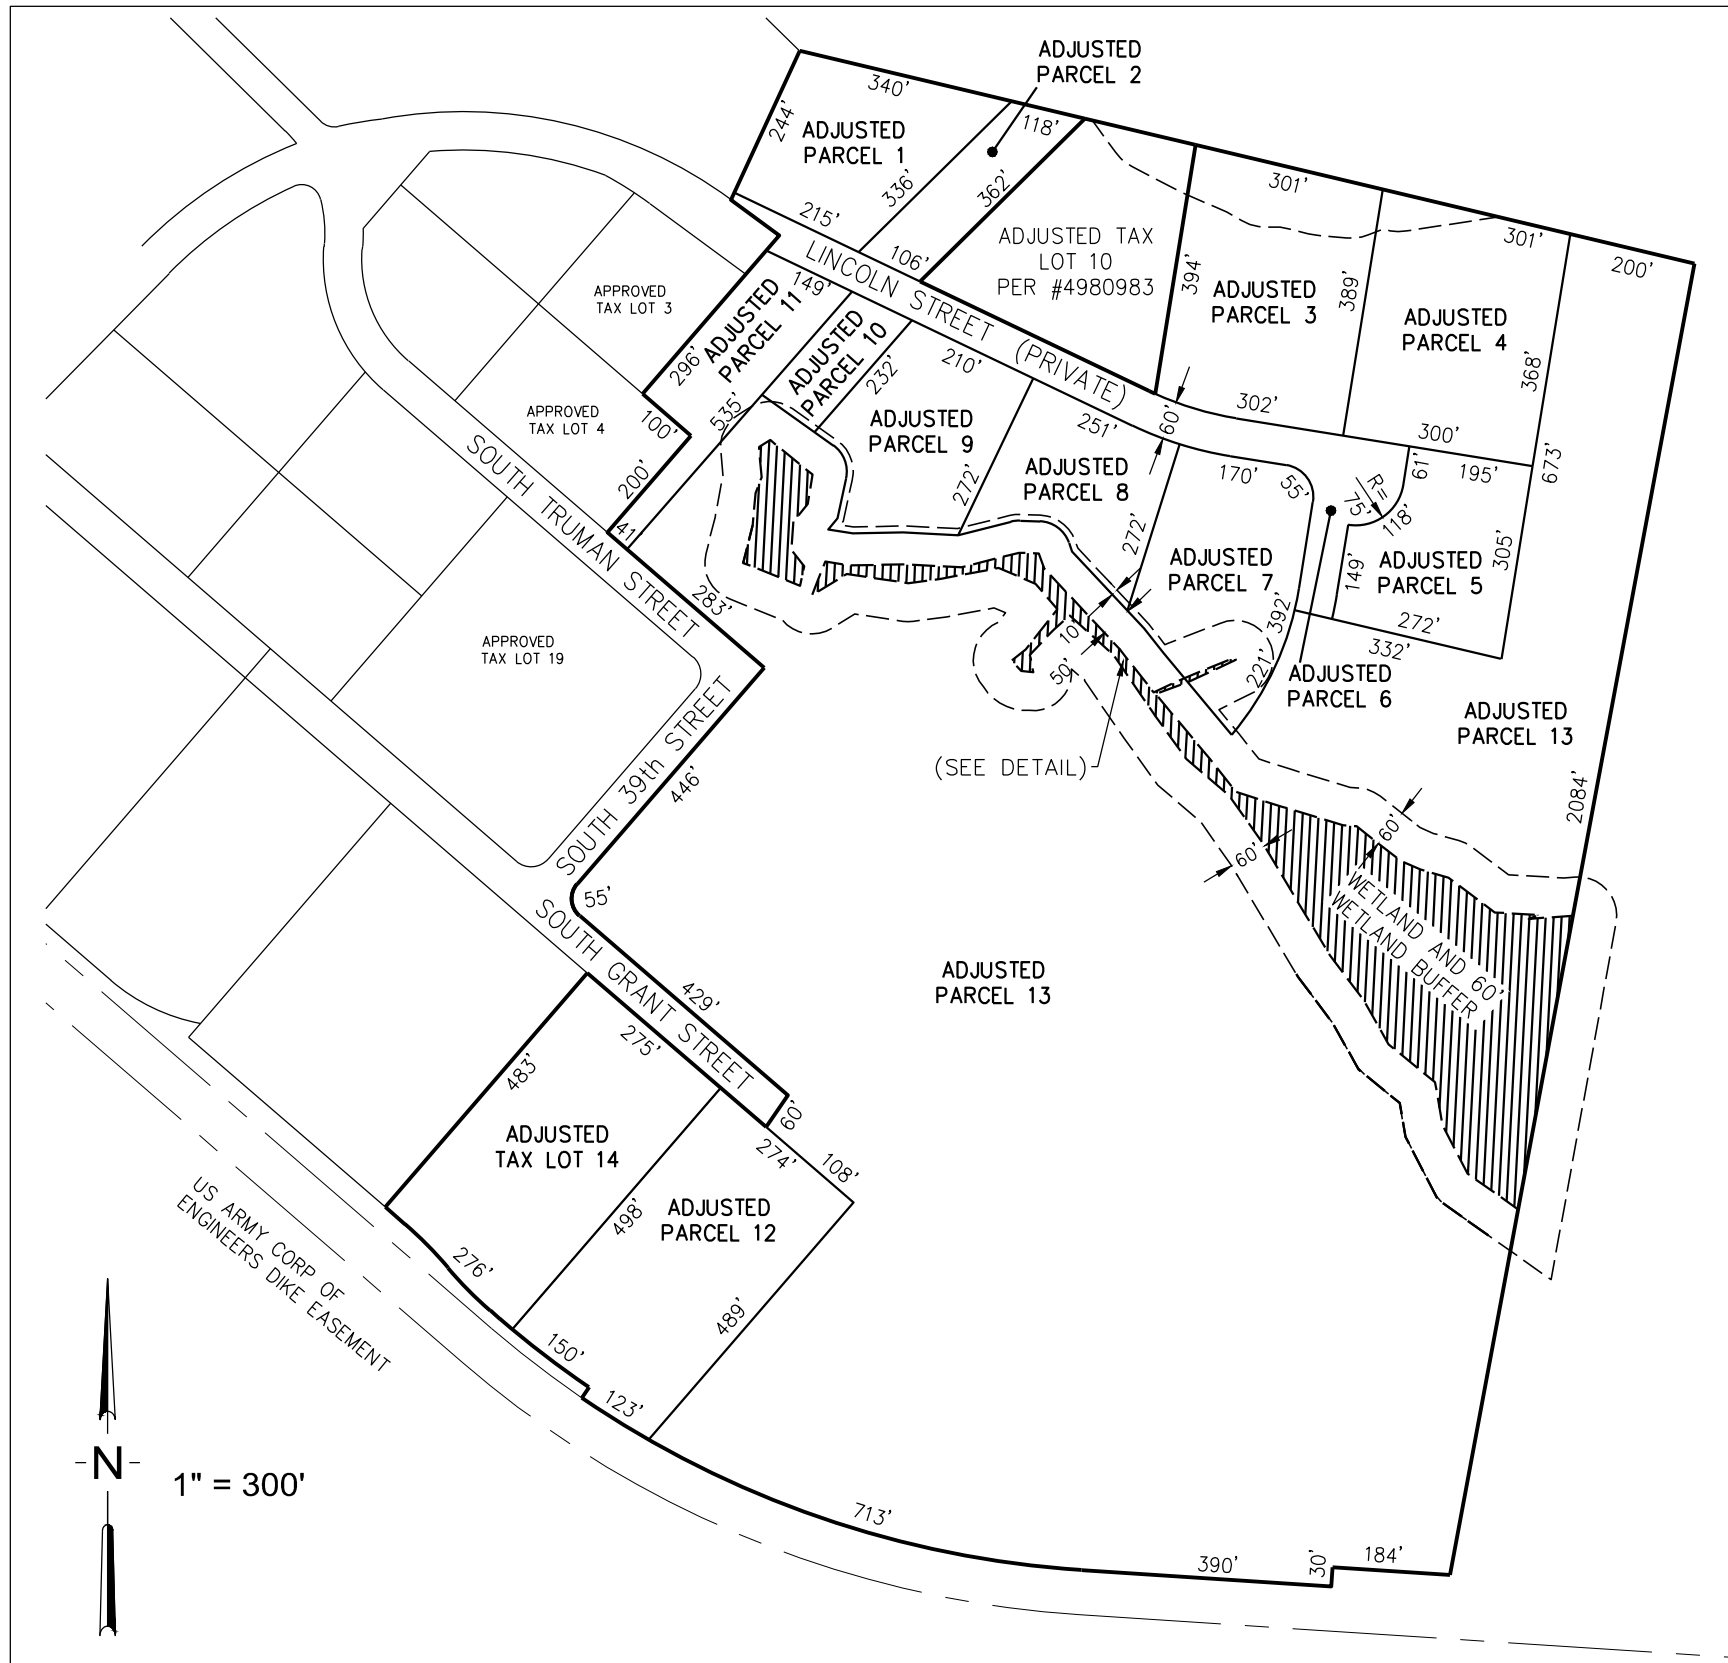 ADJUSTED
PARCEL 2
340'
244'
ADJUSTED
PARCEL 1
118'
336'
362'
215'
106'
301'
301'
200'
ADJUSTED TAX
LOT 10
PER #4980983
394'
ADJUSTED
PARCEL 3
389'
ADJUSTED
PARCEL 4
368'
LINCOLN STREET (PRIVATE)
APPROVED
TAX LOT 3
149'
ADJUSTED
PARCEL 11
ADJUSTED
PARCEL 10
296'
232'
210'
535'
100'
APPROVED
TAX LOT 4
ADJUSTED
PARCEL 9
251'
60'
302'
300'
61'
195'
673'
200'
41'
272'
ADJUSTED
PARCEL 8
272'
170'
55'
R=
75'
118'
149'
305'
ADJUSTED
PARCEL 7
ADJUSTED
PARCEL 5
SOUTH TRUMAN STREET
283'
392'
221'
272'
332'
10'
50'
APPROVED
TAX LOT 19
ADJUSTED
PARCEL 6
ADJUSTED
PARCEL 13
(SEE DETAIL)
SOUTH 39th STREET
446'
2084'
60'
60'
55'
WETLAND AND 60'
WETLAND BUFFER
SOUTH GRANT STREET
429'
ADJUSTED
PARCEL 13
275'
483'
60'
274'
108'
ADJUSTED
TAX LOT 14
498'
ADJUSTED
PARCEL 12
US ARMY CORP OF
ENGINEERS DIKE EASEMENT
276'
489'
150'
123'
N
1" = 300'
713'
390'
30'
184'